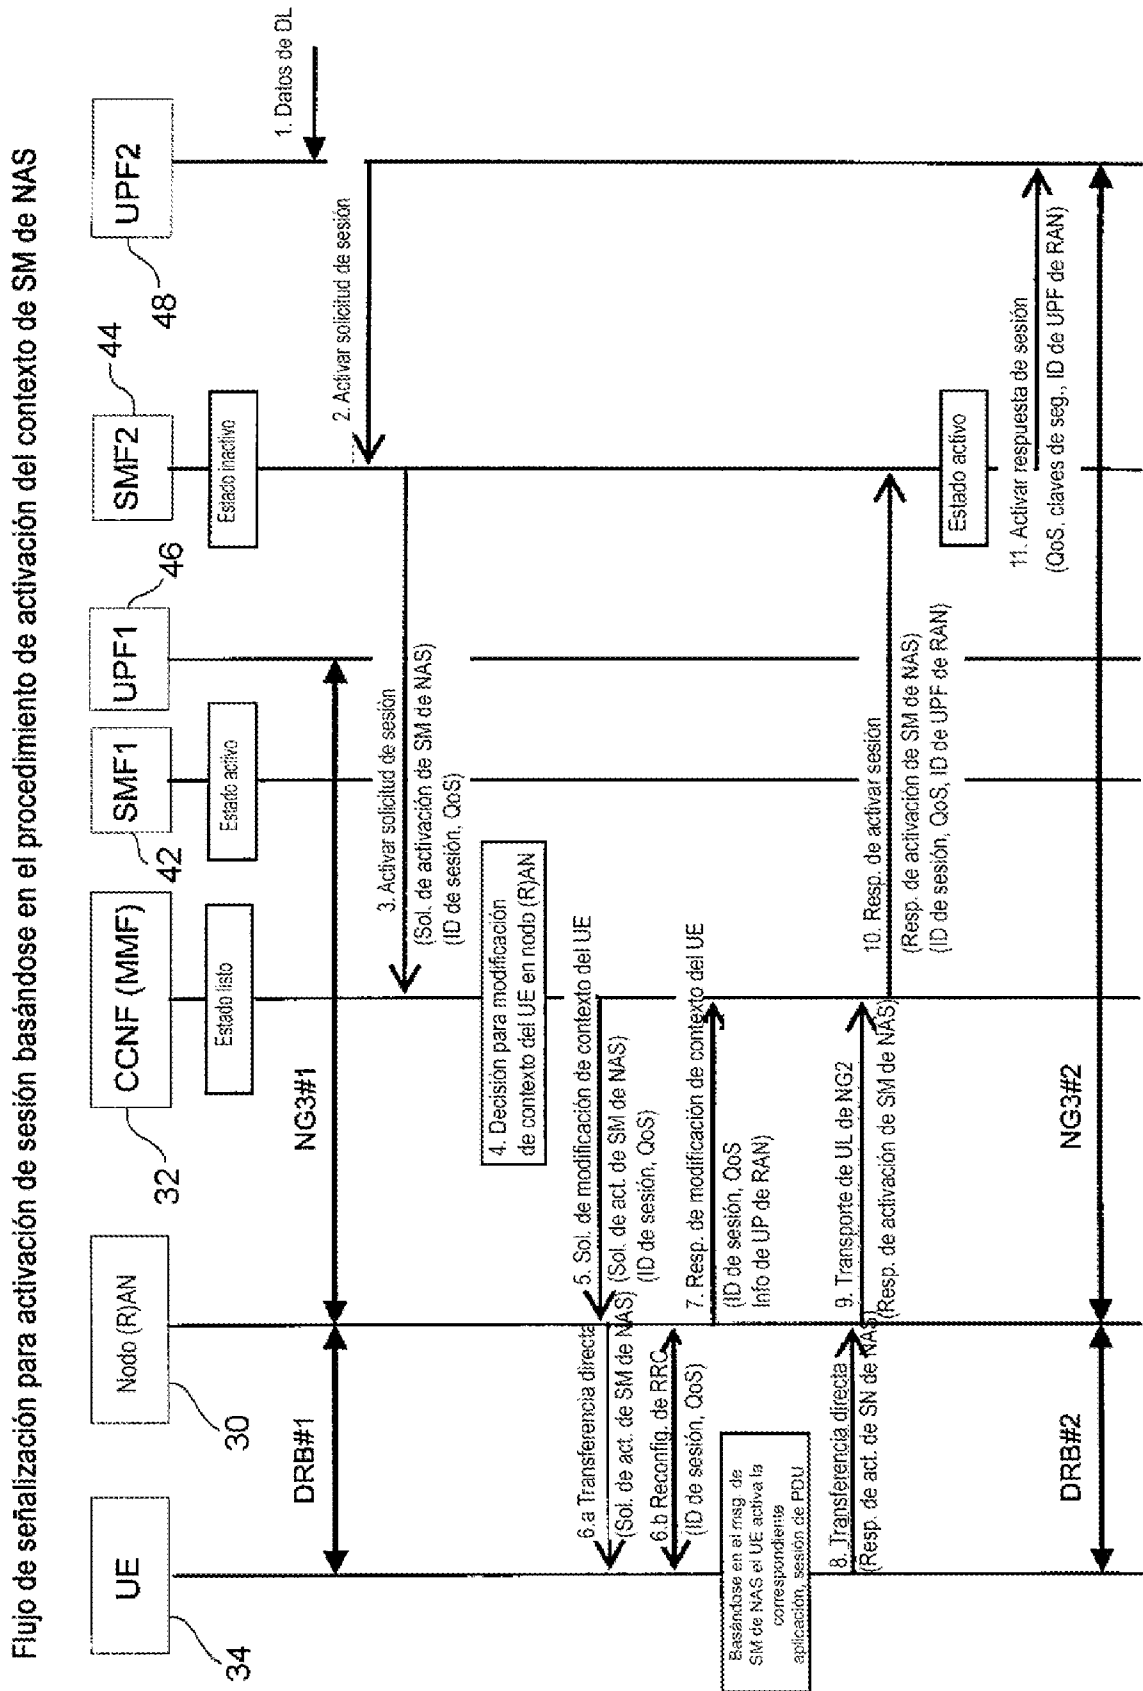 Flujo de señalización para activación de sesión basándose en el procedimiento de activación del contexto de SM de NAS
UE
34
Nodo (R)AN
30
CCNF (MMF)
32
SMF1
42
UPF1
46
SMF2
44
UPF2
48
Estado listo
Estado activo
Estado inactivo
1. Datos de DL
DRB#1
NG3#1
2. Activar solicitud de sesión
3. Activar solicitud de sesión
(Sol. de activación de SM de NAS)
(ID de sesión, QoS)
4. Decisión para modificación
de contexto del UE en nodo (R)AN
5. Sol. de modificación de contexto del UE
(Sol. de act. de SM de NAS)
(ID de sesión, QoS)
6.a Transferencia directa
(Sol. de act. de SM de NAS)
6.b Reconfig. de RRC
(ID de sesión, QoS)
7. Resp. de modificación de contexto del UE
(ID de sesión, QoS
Info de UP de RAN)
Basándose en el msg. de
SM de NAS el UE activa la
correspondiente
aplicación, sesión de PDU
8. Transferencia directa
(Resp. de act. de SN de NAS)
9. Transporte de UL de NG2
(Resp. de activación de SM de NAS)
10. Resp. de activar sesión
(Resp. de activación de SM de NAS)
(ID de sesión, QoS, ID de UPF de RAN)
Estado activo
11. Activar respuesta de sesión
(QoS, claves de seg., ID de UPF de RAN)
DRB#2
NG3#2